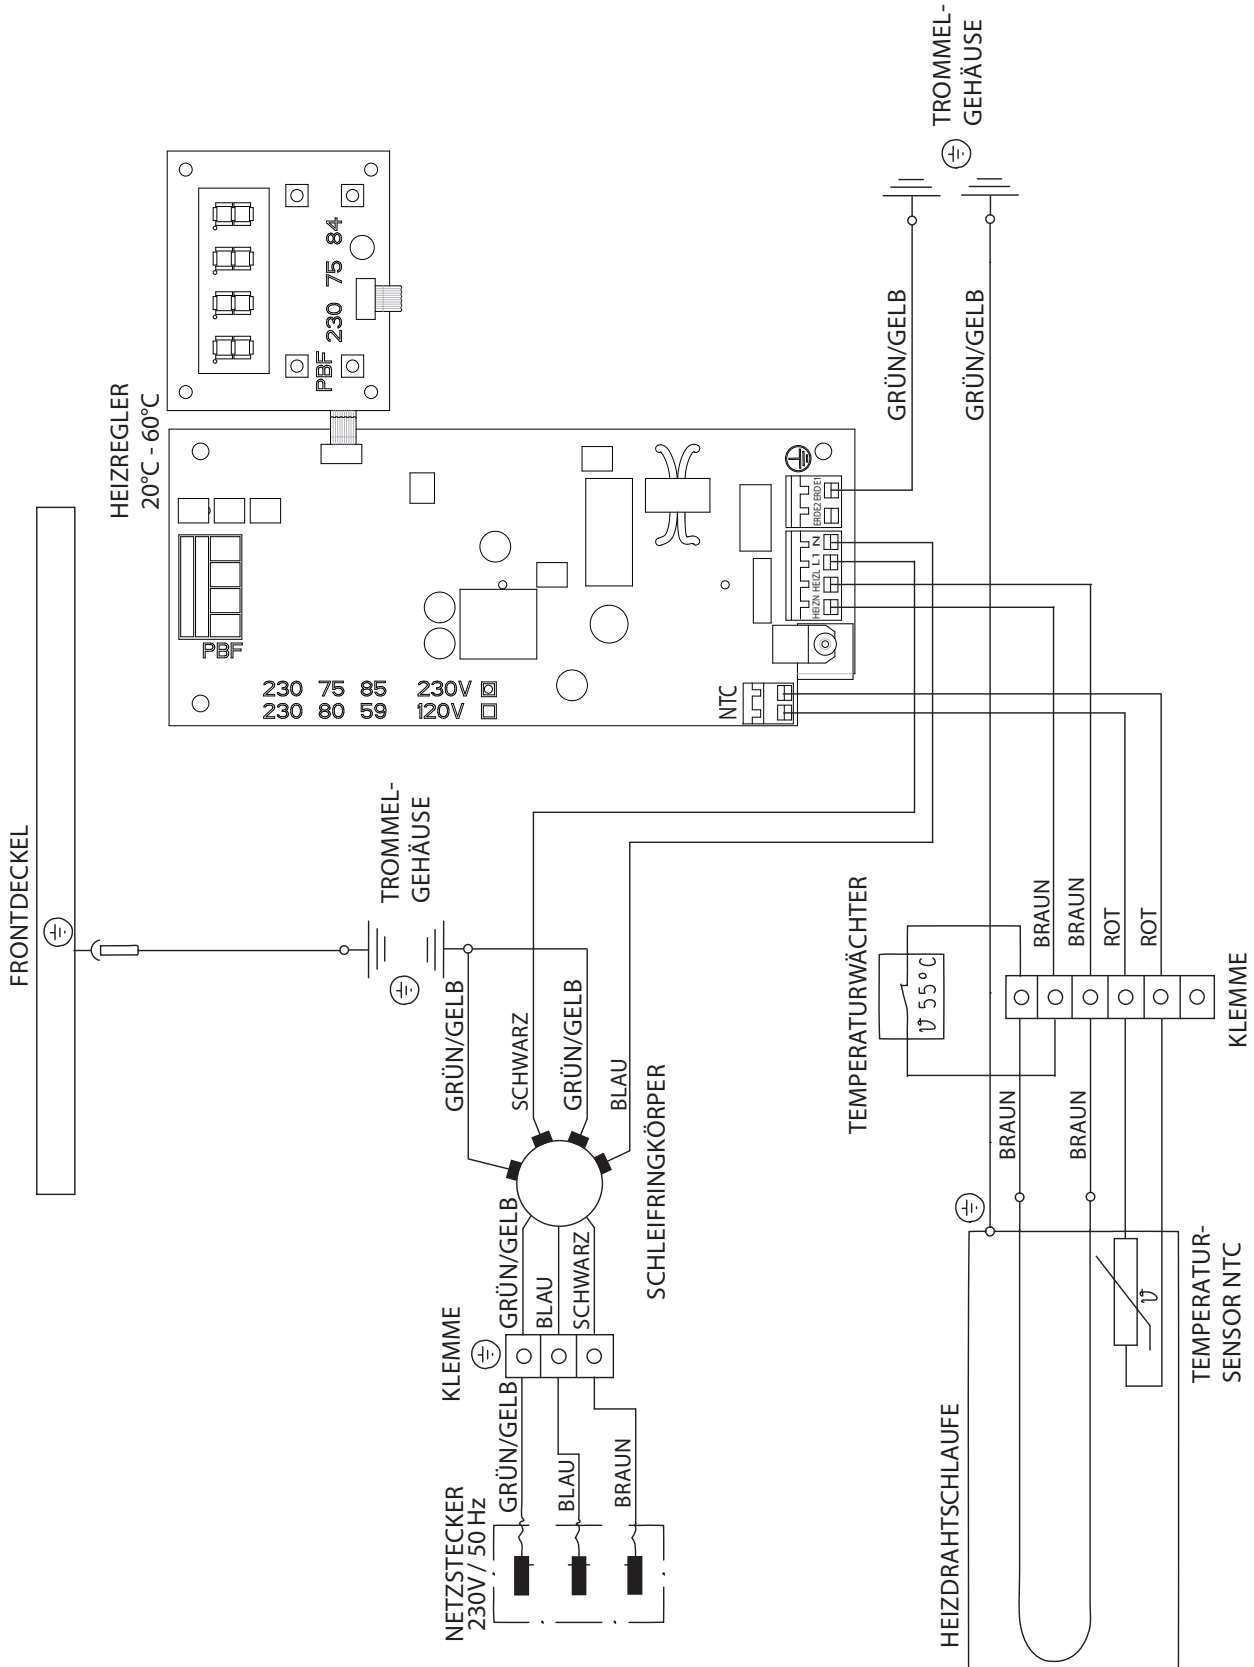 FRONTDECKEL
HEIZREGLER
20°C - 60°C
PBF 230 75 84
PBF
230 75 85 230V
230 80 59 120V
NTC
HEIZN HEIZL L1 N
ERDE2 ERDE1
TROMMEL-
GEHÄUSE
GRÜN/GELB
GRÜN/GELB
TROMMEL-
GEHÄUSE
GRÜN/GELB
SCHWARZ
GRÜN/GELB
BLAU
SCHLEIFRINGKÖRPER
GRÜN/GELB
BLAU
SCHWARZ
KLEMME
GRÜN/GELB
BLAU
BRAUN
NETZSTECKER
230V / 50 Hz
TEMPERATURWÄCHTER
ϑ 55°C
BRAUN
BRAUN
ROT
ROT
KLEMME
BRAUN
BRAUN
ϑ
TEMPERATUR-
SENSOR NTC
HEIZDRAHTSCHLAUFE